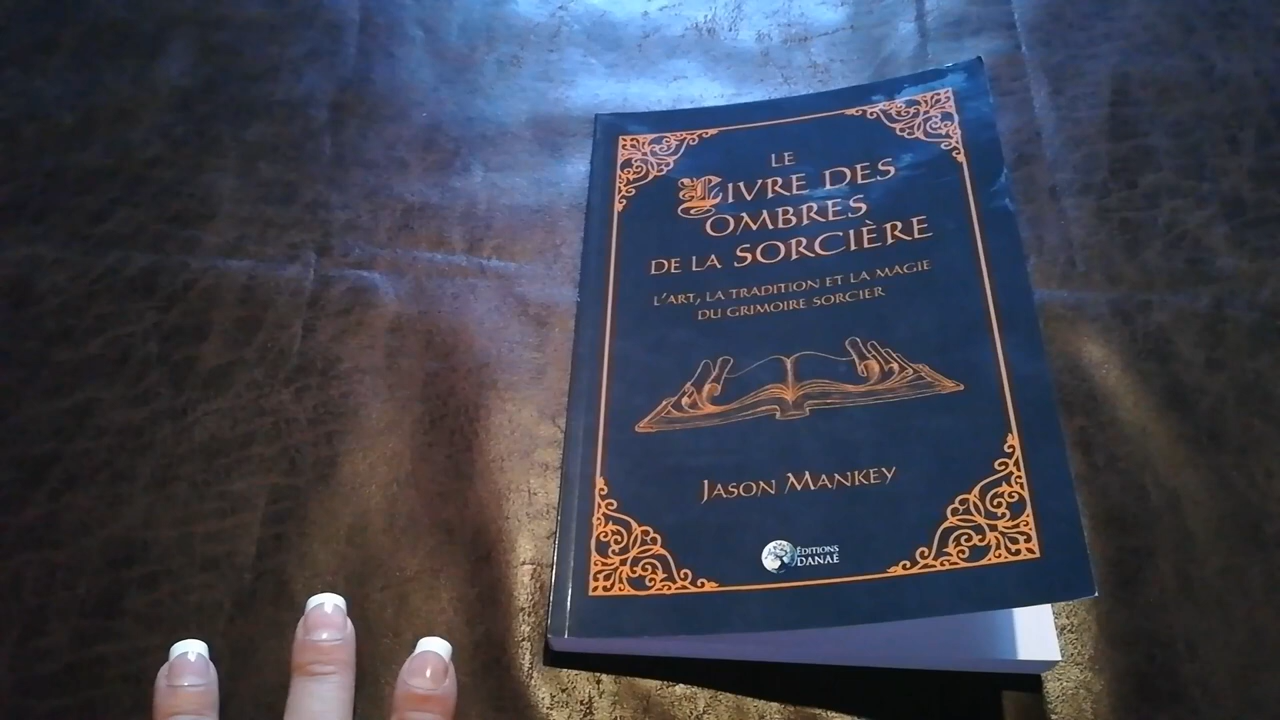 LE
LIVRE DES
OMBRES
DE LA SORCIÈRE
L'ART, LA TRADITION ET LA MAGIE
DU GRIMOIRE SORCIER
JASON MANKEY
ÉDITIONS
DANAÉ